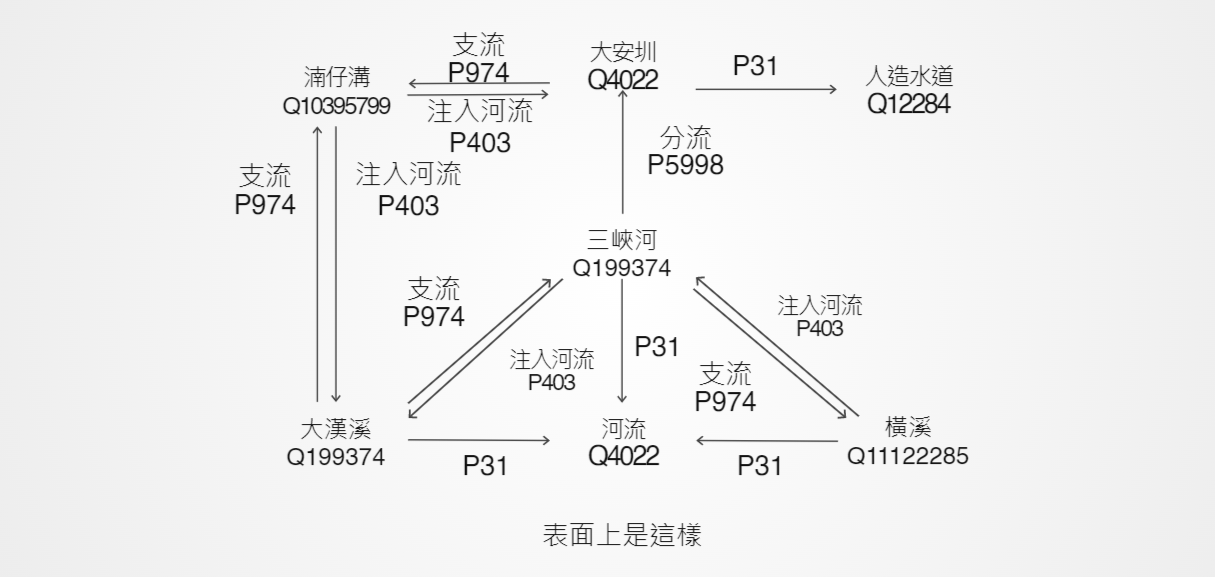 支流
P974
大安圳
Q4022
P31
人造水道
Q12284
湳仔溝
Q10395799
注入河流
P403
分流
P5998
支流
P974
注入河流
P403
三峽河
Q199374
支流
P974
注入河流
P403
注入河流
P403
P31
支流
P974
大漢溪
Q199374
P31
河流
Q4022
P31
橫溪
Q11122285
表面上是這樣